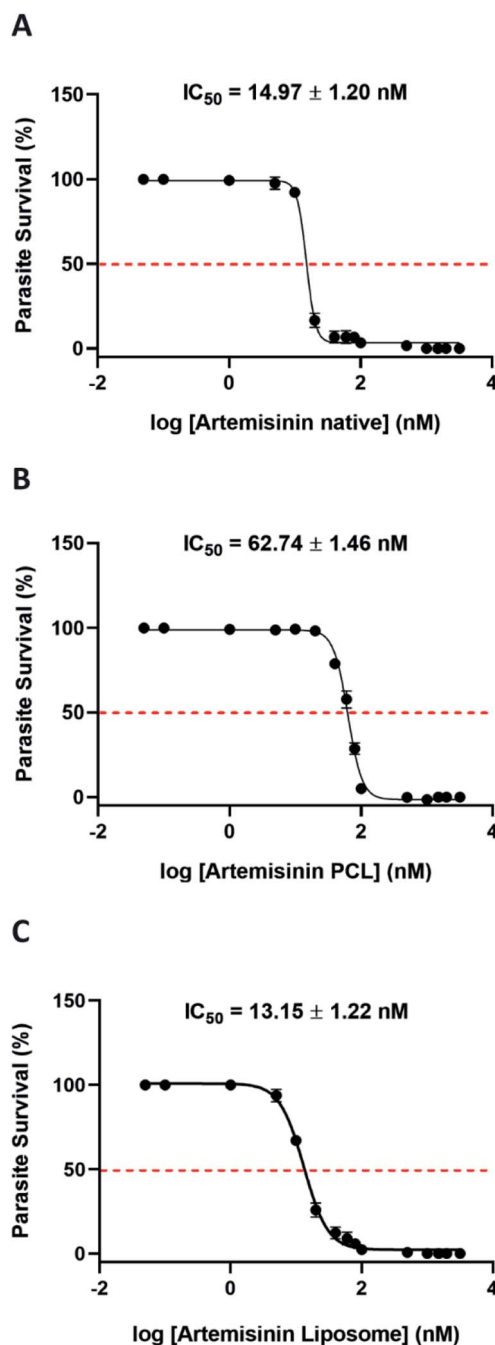 A
IC50 = 14.97 ± 1.20 nM
Parasite Survival (%)
150
100
50
0
-2 0 2 4
log [Artemisinin native] (nM)
B
IC50 = 62.74 ± 1.46 nM
Parasite Survival (%)
150
100
50
0
-2 0 2 4
log [Artemisinin PCL] (nM)
C
IC50 = 13.15 ± 1.22 nM
Parasite Survival (%)
150
100
50
0
-2 0 2 4
log [Artemisinin Liposome] (nM)